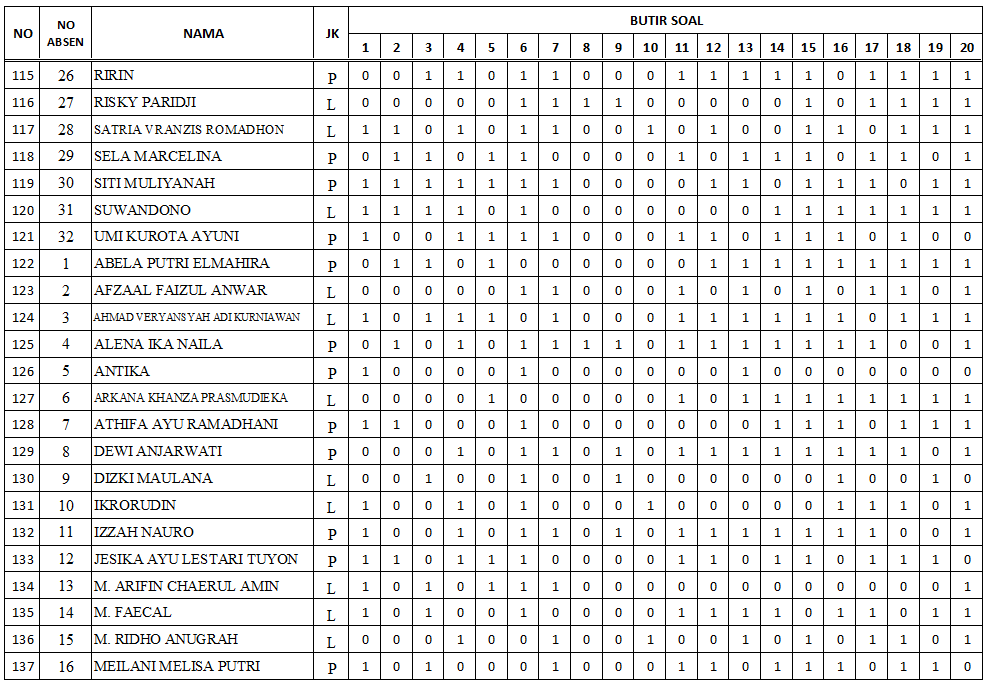 NO NO ABSEN NAMA JK BUTIR SOAL
1 2 3 4 5 6 7 8 9 10 11 12 13 14 15 16 17 18 19 20
115 26 RIRIN P 0 0 1 1 0 1 1 0 0 0 1 1 1 1 1 0 1 1 1 1
116 27 RISKY PARIDJI L 0 0 0 0 0 1 1 1 1 0 0 0 0 0 1 0 1 1 1 1
117 28 SATRIA VRANZIS ROMADHON L 1 1 0 1 0 1 1 0 0 1 0 1 0 0 1 1 0 1 1 1
118 29 SELA MARCELINA P 0 1 1 0 1 1 0 0 0 0 1 0 1 1 1 0 1 1 0 1
119 30 SITI MULIYANAH P 1 1 1 1 1 1 1 0 0 0 0 1 1 0 1 1 1 0 1 1
120 31 SUWANDONO L 1 1 1 1 0 1 0 0 0 0 0 0 0 1 1 1 1 1 1 1
121 32 UMI KUROTA AYUNI P 1 0 0 1 1 1 1 0 0 0 1 1 0 1 1 1 0 1 0 0
122 1 ABELA PUTRI ELMAHIRA P 0 1 1 0 1 0 0 0 0 0 0 1 1 1 1 1 1 1 1 1
123 2 AFZAAL FAIZUL ANWAR L 0 0 0 0 0 1 1 0 0 0 1 0 1 0 1 0 1 1 0 1
124 3 AHMAD VERYANSYAH ADI KURNIAWAN L 1 0 1 1 1 0 1 0 0 0 1 1 1 1 1 1 0 1 1 1
125 4 ALENA IKA NAILA P 0 1 0 1 0 1 1 1 1 0 1 1 1 1 1 1 1 0 0 1
126 5 ANTIKA P 1 0 0 0 0 1 0 0 0 0 0 0 1 0 0 0 0 0 0 0
127 6 ARKANA KHANZA PRASMUDIEKA L 0 0 0 0 1 0 0 0 0 0 1 0 1 1 1 1 1 1 1 1
128 7 ATHIFA AYU RAMADHANI P 1 1 0 0 0 1 0 0 0 0 0 0 0 1 1 1 0 1 1 1
129 8 DEWI ANJARWATI P 0 0 0 1 0 1 1 0 1 0 1 1 1 1 1 1 1 1 0 1
130 9 DIZKI MAULANA L 0 0 1 0 0 1 0 0 1 0 0 0 0 0 0 1 0 0 1 0
131 10 IKRORUDIN L 1 0 0 1 0 1 0 0 0 1 0 0 0 0 0 1 1 1 0 1
132 11 IZZAH NAURO P 1 0 0 1 0 1 1 0 1 0 1 1 1 1 1 1 1 0 0 1
133 12 JESIKA AYU LESTARI TUYON P 1 1 0 1 1 1 0 0 0 0 1 1 0 1 1 0 1 1 1 0
134 13 M. ARIFIN CHAERUL AMIN L 1 0 1 0 1 1 1 0 0 0 0 0 0 0 0 0 0 0 0 1
135 14 M. FAECAL L 1 0 1 0 0 1 0 0 0 0 1 1 1 1 0 1 1 0 1 1
136 15 M. RIDHO ANUGRAH L 0 0 0 1 0 0 1 0 0 1 0 0 1 0 1 0 1 1 0 1
137 16 MEILANI MELISA PUTRI P 1 0 1 0 0 0 1 0 0 0 1 1 0 1 1 1 0 1 1 0